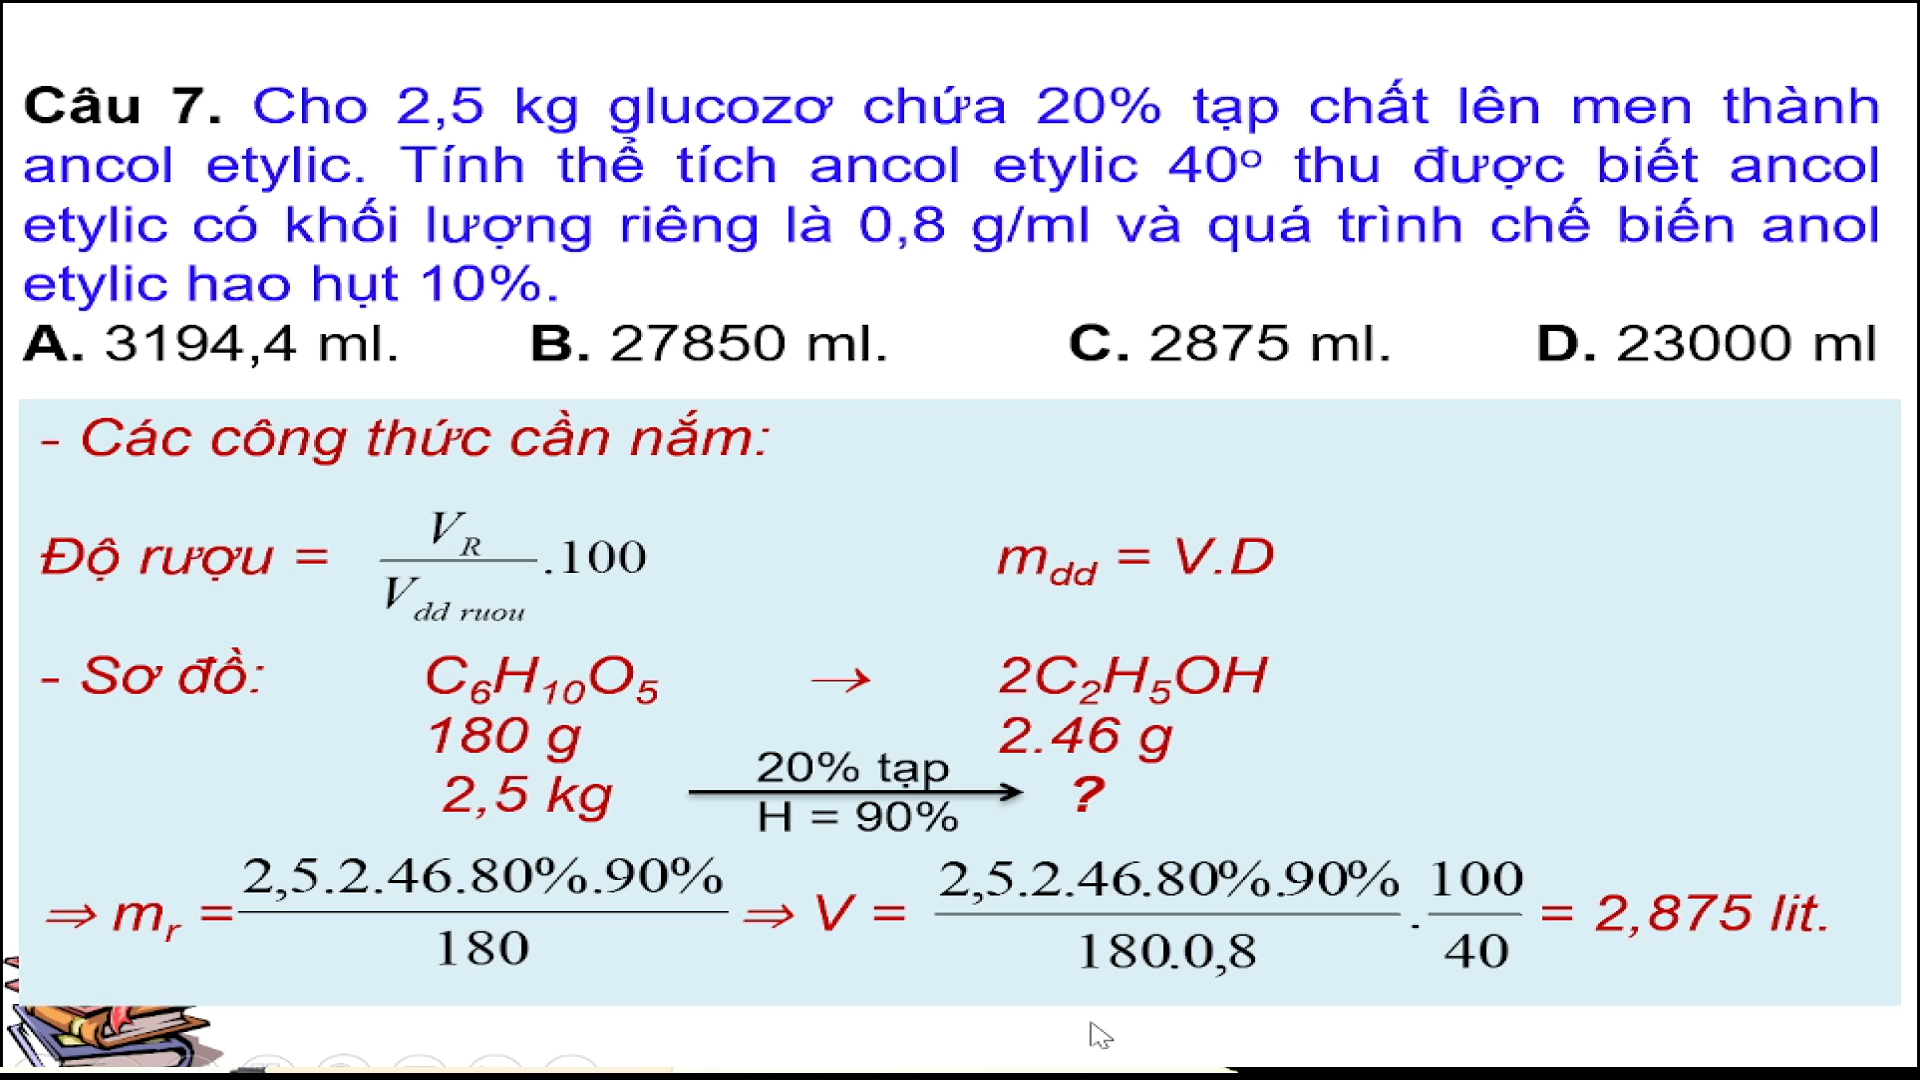 Câu 7. Cho 2,5 kg glucozơ chứa 20% tạp chất lên men thành
ancol etylic. Tính thể tích ancol etylic 40º thu được biết ancol
etylic có khối lượng riêng là 0,8 g/ml và quá trình chế biến anol
etylic hao hụt 10%.
A. 3194,4 ml. B. 27850 ml. C. 2875 ml. D. 23000 ml
- Các công thức cần nắm:
Độ rượu = V_R / V_dd ruou .100 m_dd = V.D
- Sơ đồ: C₆H₁₀O₅ → 2C₂H₅OH
180 g 2.46 g
2,5 kg 20% tạp H = 90% ?
⇒ m_r = 2,5.2.46.80%.90% / 180 ⇒ V = 2,5.2.46.80%.90% / 180.0,8 . 100 / 40 = 2,875 lit.